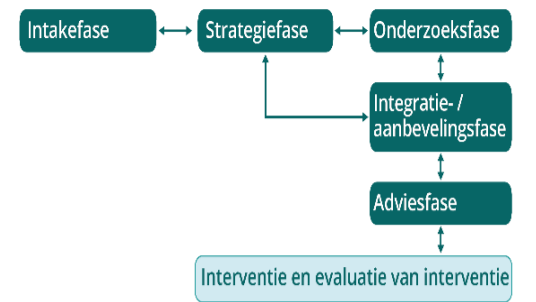 Intakefase
Strategiefase
Onderzoeksfase
Integratie- /
aanbevelingsfase
Adviesfase
Interventie en evaluatie van interventie